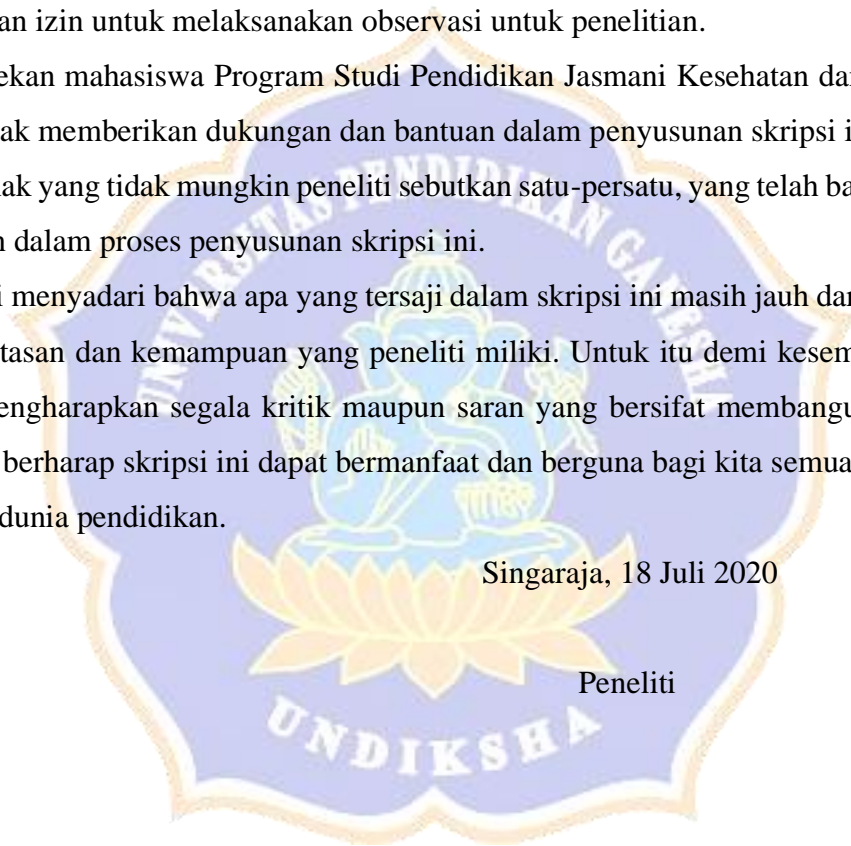 an izin untuk melaksanakan observasi untuk penelitian.
ekan mahasiswa Program Studi Pendidikan Jasmani Kesehatan da
ak memberikan dukungan dan bantuan dalam penyusunan skripsi i
ak yang tidak mungkin peneliti sebutkan satu-persatu, yang telah ba
dalam proses penyusunan skripsi ini.
i menyadari bahwa apa yang tersaji dalam skripsi ini masih jauh dar
tasan dan kemampuan yang peneliti miliki. Untuk itu demi kesem
engharapkan segala kritik maupun saran yang bersifat membangu
berharap skripsi ini dapat bermanfaat dan berguna bagi kita semua
dunia pendidikan.
Singaraja, 18 Juli 2020
Peneliti
UNIVERSITAS PENDIDIKAN GANESHA
UNDIKSHA